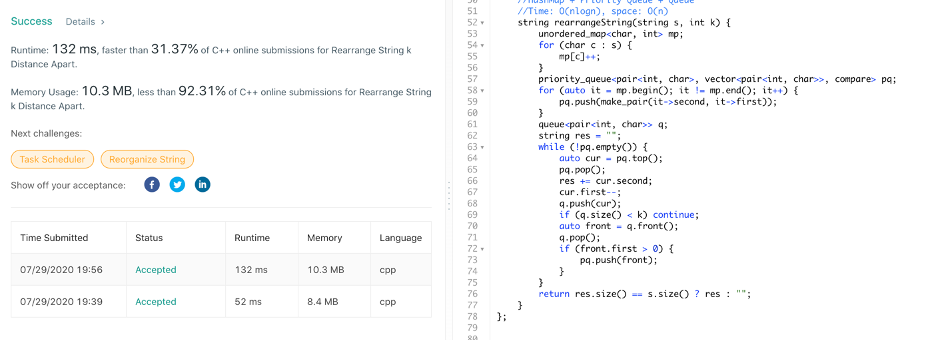 Success Details >
Runtime: 132 ms, faster than 31.37% of C++ online submissions for Rearrange String k
Distance Apart.
Memory Usage: 10.3 MB, less than 92.31% of C++ online submissions for Rearrange String
k Distance Apart.
Next challenges:
Task Scheduler Reorganize String
Show off your acceptance:
Time Submitted Status Runtime Memory Language
07/29/2020 19:56 Accepted 132 ms 10.3 MB cpp
07/29/2020 19:39 Accepted 52 ms 8.4 MB cpp
50 //HashMap + Priority Queue + Queue
51 //Time: O(nlogn), space: O(n)
52 string rearrangeString(string s, int k) {
53 unordered_map<char, int> mp;
54 for (char c : s) {
55 mp[c]++;
56 }
57 priority_queue<pair<int, char>, vector<pair<int, char>>, compare> pq;
58 for (auto it = mp.begin(); it != mp.end(); it++) {
59 pq.push(make_pair(it->second, it->first));
60 }
61 queue<pair<int, char>> q;
62 string res = "";
63 while (!pq.empty()) {
64 auto cur = pq.top();
65 pq.pop();
66 res += cur.second;
67 cur.first--;
68 q.push(cur);
69 if (q.size() < k) continue;
70 auto front = q.front();
71 q.pop();
72 if (front.first > 0) {
73 pq.push(front);
74 }
75 }
76 return res.size() == s.size() ? res : "";
77 }
78 };
79
80